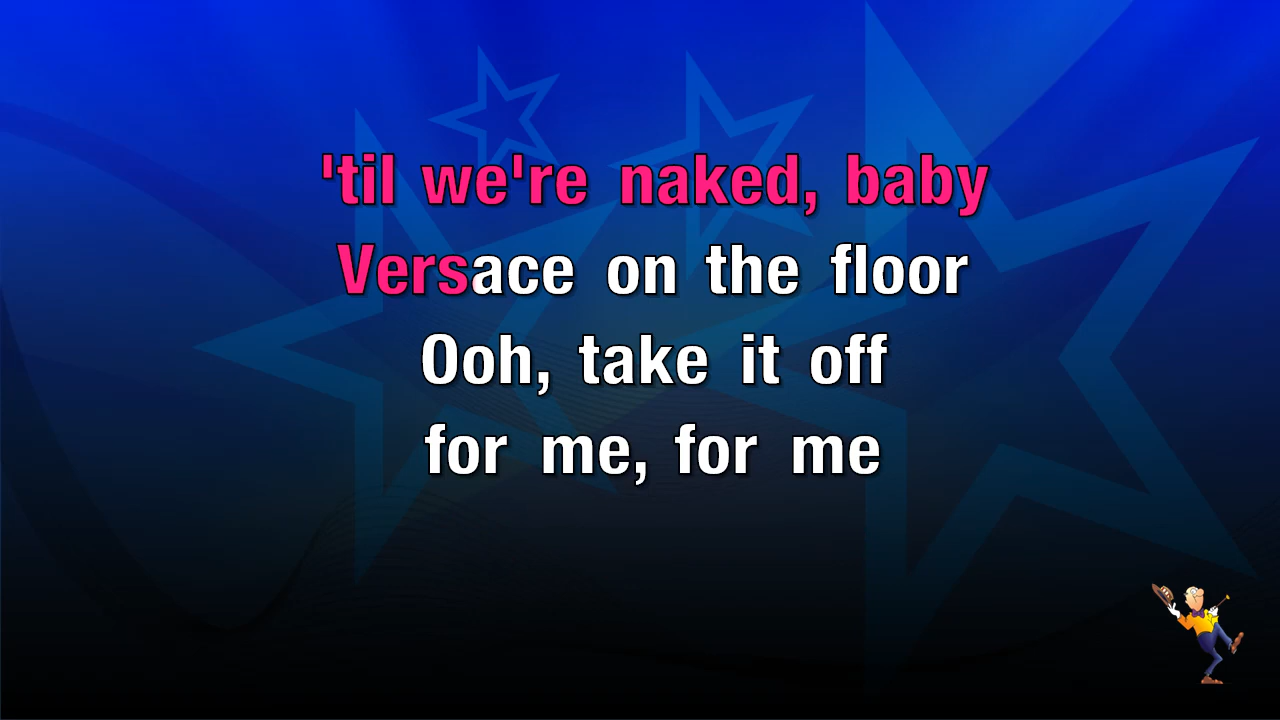 'til we're naked, baby
Versace on the floor
Ooh, take it off
for me, for me